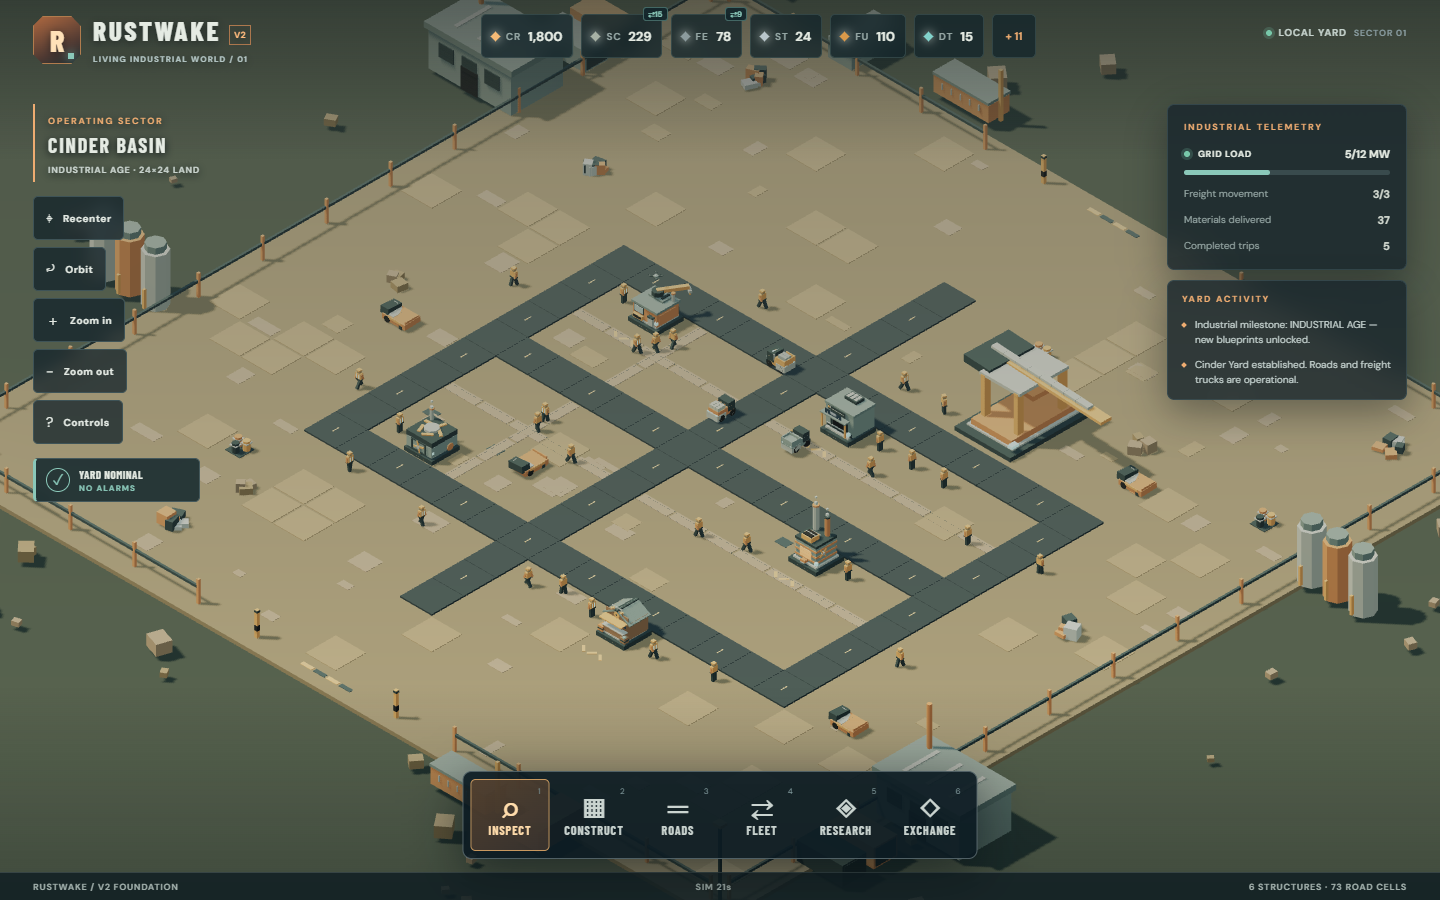 R
RUSTWAKE V2
LIVING INDUSTRIAL WORLD / 01
CR 1,800
SC 229
⇄15
FE 78
⇄9
ST 24
FU 110
DT 15
+ 11
LOCAL YARD SECTOR 01
OPERATING SECTOR
CINDER BASIN
INDUSTRIAL AGE · 24×24 LAND
Recenter
Orbit
+ Zoom in
− Zoom out
? Controls
YARD NOMINAL
NO ALARMS
INDUSTRIAL TELEMETRY
GRID LOAD 5/12 MW
Freight movement 3/3
Materials delivered 37
Completed trips 5
YARD ACTIVITY
Industrial milestone: INDUSTRIAL AGE —
new blueprints unlocked.
Cinder Yard established. Roads and freight
trucks are operational.
1
INSPECT
2
CONSTRUCT
3
ROADS
4
FLEET
5
RESEARCH
6
EXCHANGE
RUSTWAKE / V2 FOUNDATION
SIM 21s
6 STRUCTURES · 73 ROAD CELLS